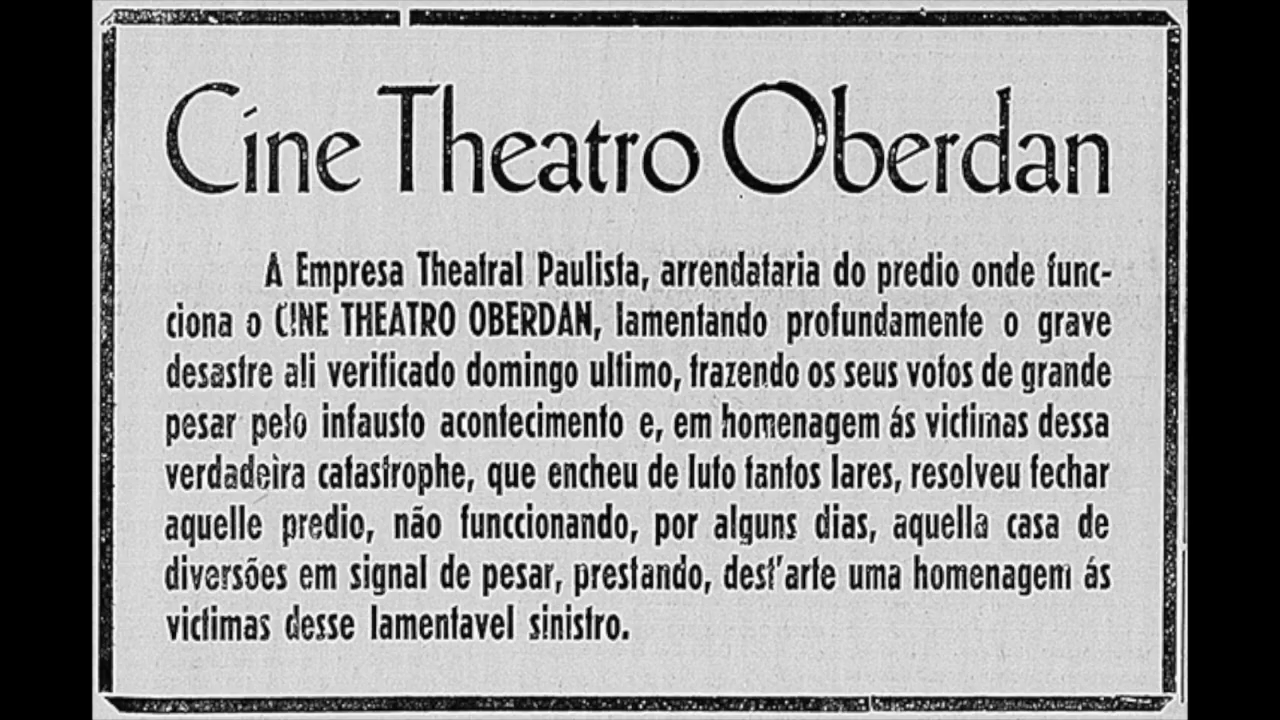 Cine Theatro Oberdan
A Empresa Theatral Paulista, arrendataria do predio onde func-
ciona o CINE THEATRO OBERDAN, lamentando profundamente o grave
desastre ali verificado domingo ultimo, trazendo os seus votos de grande
pesar pelo infausto acontecimento e, em homenagem ás victimas dessa
verdadeira catastrophe, que encheu de luto tantos lares, resolveu fechar
aquelle predio, não funccionando, por alguns dias, aquella casa de
diversões em signal de pesar, prestando, dest'arte uma homenagem ás
victimas desse lamentavel sinistro.